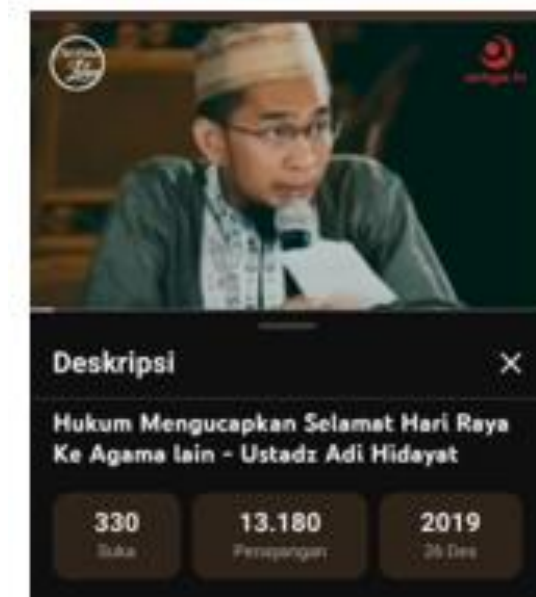 Deskripsi
Hukum Mengucapkan Selamat Hari Raya
Ke Agama lain - Ustadz Adi Hidayat
330
13.180
2019
Suka
Penayangan
26 Des